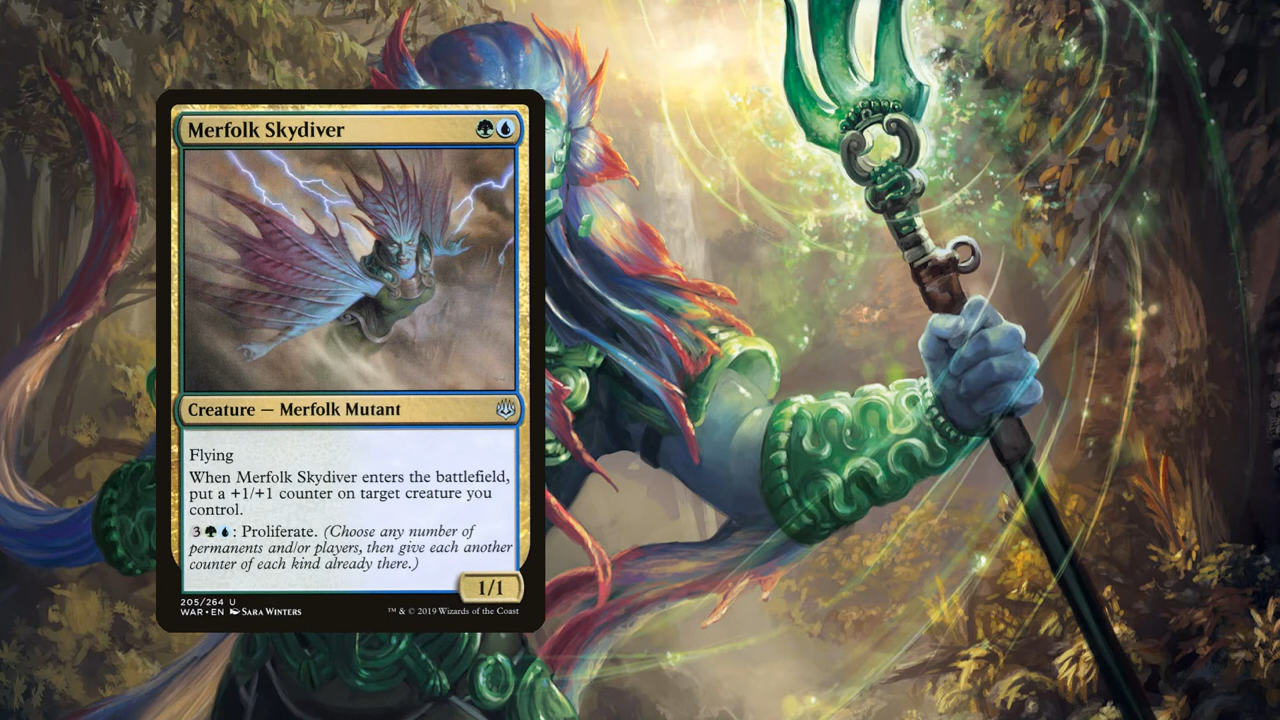 Merfolk Skydiver
Creature — Merfolk Mutant
Flying
When Merfolk Skydiver enters the battlefield,
put a +1/+1 counter on target creature you
control.
3 : Proliferate. (Choose any number of
permanents and/or players, then give each another
counter of each kind already there.)
1/1
205/264 U
WAR • EN Sara Winters
™ & © 2019 Wizards of the Coast